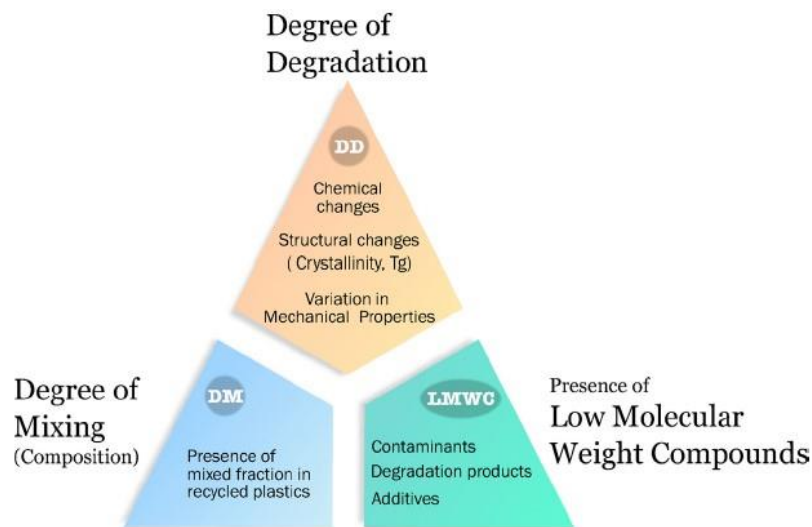 Degree of
Degradation
DD
Chemical
changes
Structural changes
( Crystallinity, Tg)
Variation in
Mechanical Properties
Degree of
Mixing
(Composition)
DM
Presence of
mixed fraction in
recycled plastics
LMWC
Contaminants
Degradation products
Additives
Presence of
Low Molecular
Weight Compounds